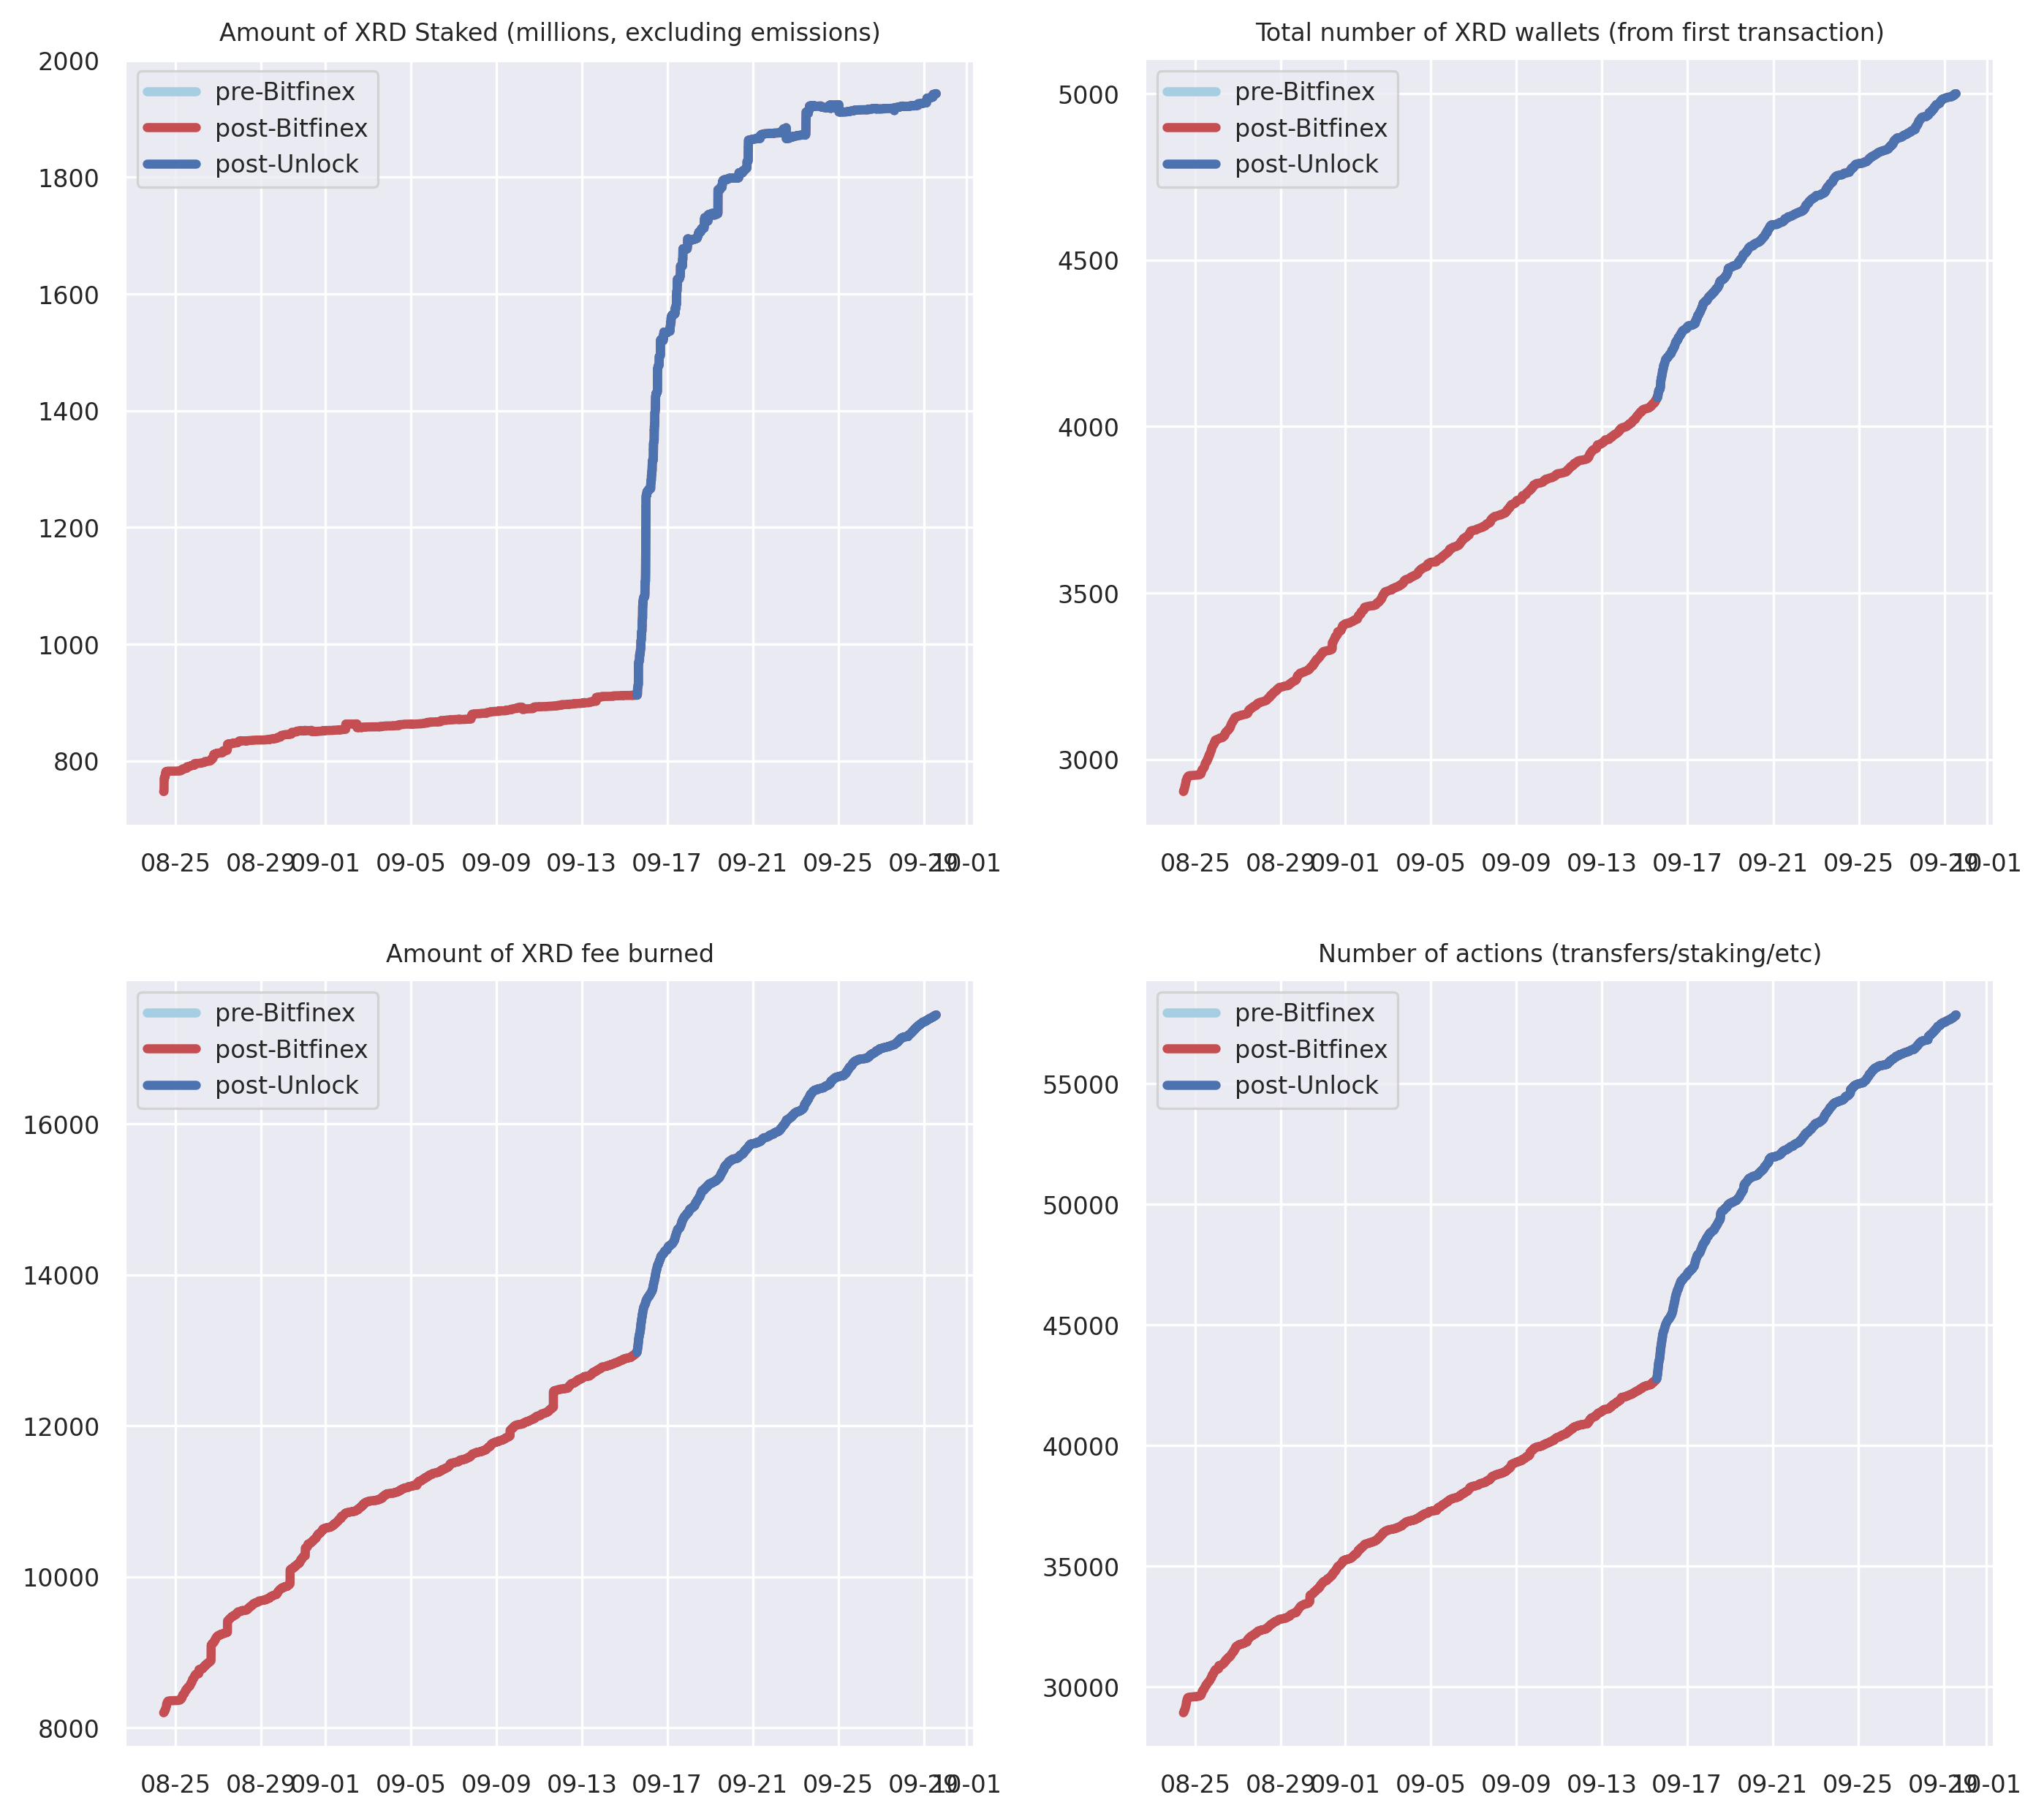 Amount of XRD Staked (millions, excluding emissions)
2000
1800
1600
1400
1200
1000
800
pre-Bitfinex
post-Bitfinex
post-Unlock
08-25 08-29 09-01 09-05 09-09 09-13 09-17 09-21 09-25 09-29 10-01
Total number of XRD wallets (from first transaction)
5000
4500
4000
3500
3000
pre-Bitfinex
post-Bitfinex
post-Unlock
08-25 08-29 09-01 09-05 09-09 09-13 09-17 09-21 09-25 09-29 10-01
Amount of XRD fee burned
16000
14000
12000
10000
8000
pre-Bitfinex
post-Bitfinex
post-Unlock
08-25 08-29 09-01 09-05 09-09 09-13 09-17 09-21 09-25 09-29 10-01
Number of actions (transfers/staking/etc)
55000
50000
45000
40000
35000
30000
pre-Bitfinex
post-Bitfinex
post-Unlock
08-25 08-29 09-01 09-05 09-09 09-13 09-17 09-21 09-25 09-29 10-01